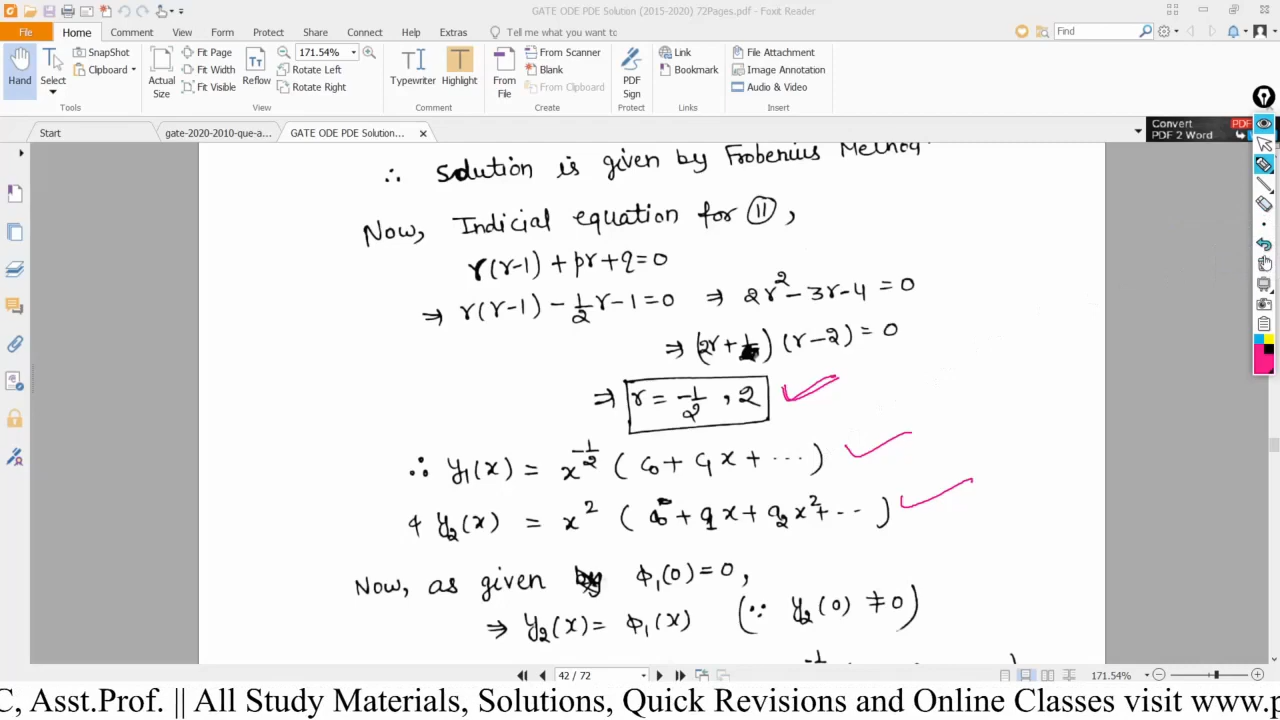 GATE ODE PDE Solution (2015-2020) 72Pages.pdf - Foxit Reader
File Home Comment View Form Protect Share Connect Help Extras Tell me what you want to Find
Hand Select SnapShot Clipboard Actual Size Fit Page Fit Width Fit Visible Reflow 171.54% Rotate Left Rotate Right Typewriter Highlight From File From Scanner Blank From Clipboard PDF Sign Link Bookmark File Attachment Image Annotation Audio & Video
Tools View Comment Create Protect Links Insert
Start gate-2020-2010-que-a... GATE ODE PDE Solution...
Convert PDF
PDF 2 Word
∴ Solution is given by Frobenius Method.
Now, Indicial equation for ⑪,
r(r-1) + pr + q = 0
⇒ r(r-1) - 1/2 r - 1 = 0 ⇒ 2r² - 3r - 4 = 0
⇒ (2r + 1) (r - 2) = 0
⇒ r = -1/2 , 2
∴ y₁(x) = x^(-1/2) ( c₀ + c₁x + ... )
& y₂(x) = x² ( a₀ + a₁x + a₂x² + ... )
Now, as given by φ₁(0) = 0,
⇒ y₂(x) = φ₁(x) (∵ y₂(0) ≠ 0)
-1/2
42 / 72 171.54%
C, Asst.Prof. || All Study Materials, Solutions, Quick Revisions and Online Classes visit www.p